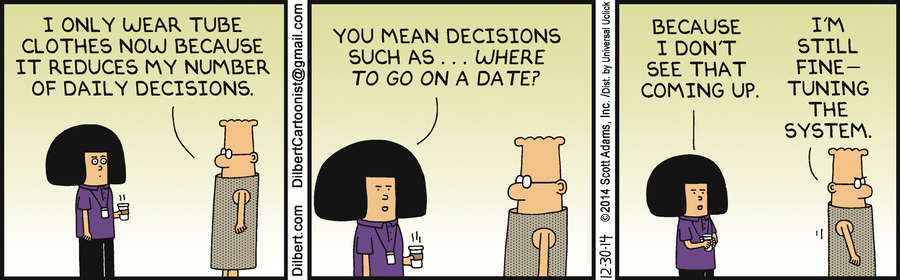 I ONLY WEAR TUBE
CLOTHES NOW BECAUSE
IT REDUCES MY NUMBER
OF DAILY DECISIONS.
Dilbert.com DilbertCartoonist@gmail.com
YOU MEAN DECISIONS
SUCH AS... WHERE
TO GO ON A DATE?
12-30-14 ©2014 Scott Adams, Inc. /Dist. by Universal Uclick
BECAUSE
I DON'T
SEE THAT
COMING UP.
I'M
STILL
FINE-
TUNING
THE
SYSTEM.